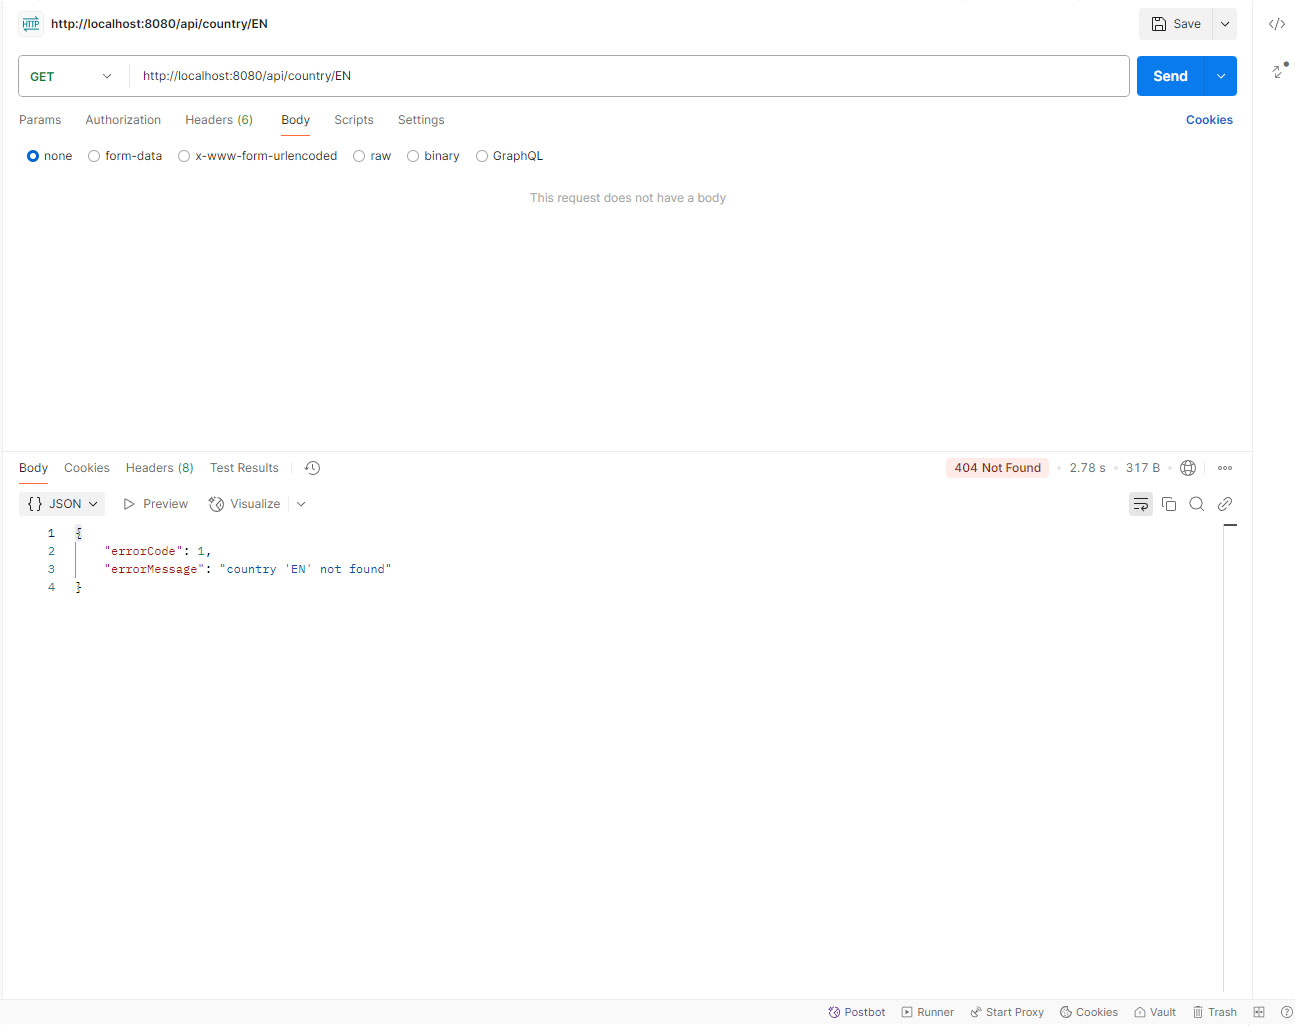 HTTP http://localhost:8080/api/country/EN Save
GET http://localhost:8080/api/country/EN Send
Params Authorization Headers (6) Body Scripts Settings Cookies
none form-data x-www-form-urlencoded raw binary GraphQL
This request does not have a body
Body Cookies Headers (8) Test Results 404 Not Found • 2.78 s • 317 B •
{} JSON Preview Visualize
1 {
2 "errorCode": 1,
3 "errorMessage": "country 'EN' not found"
4 }
Postbot Runner Start Proxy Cookies Vault Trash